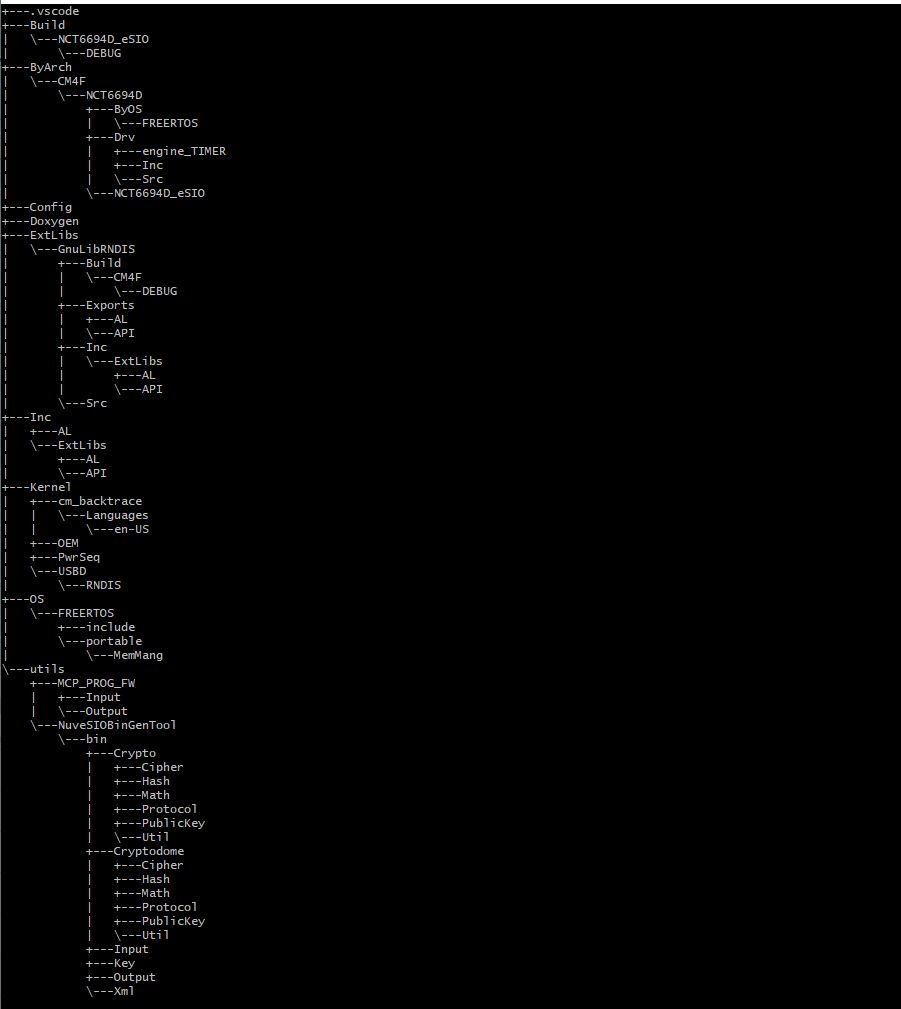 +---.vscode
+---Build
|   \---NCT6694D_eSIO
|       \---DEBUG
+---ByArch
|   \---CM4F
|       \---NCT6694D
|           +---ByOS
|           |   \---FREERTOS
|           +---Drv
|           |   +---engine_TIMER
|           |   +---Inc
|           |   \---Src
|           \---NCT6694D_eSIO
+---Config
+---Doxygen
+---ExtLibs
|   \---GnuLibRNDIS
|       +---Build
|       |   \---CM4F
|       |       \---DEBUG
|       +---Exports
|       |   +---AL
|       |   \---API
|       +---Inc
|       |   \---ExtLibs
|       |       +---AL
|       |       \---API
|       \---Src
+---Inc
|   +---AL
|   \---ExtLibs
|       +---AL
|       \---API
+---Kernel
|   +---cm_backtrace
|   |   \---Languages
|   |       \---en-US
|   +---OEM
|   +---PwrSeq
|   \---USBD
|       \---RNDIS
+---OS
|   \---FREERTOS
|       +---include
|       \---portable
|           \---MemMang
\---utils
    +---MCP_PROG_FW
    |   +---Input
    |   \---Output
    \---NuveSIOBinGenTool
        \---bin
            +---Crypto
            |   +---Cipher
            |   +---Hash
            |   +---Math
            |   +---Protocol
            |   +---PublicKey
            |   \---Util
            +---Cryptodome
            |   +---Cipher
            |   +---Hash
            |   +---Math
            |   +---Protocol
            |   +---PublicKey
            |   \---Util
            +---Input
            +---Key
            +---Output
            \---Xml